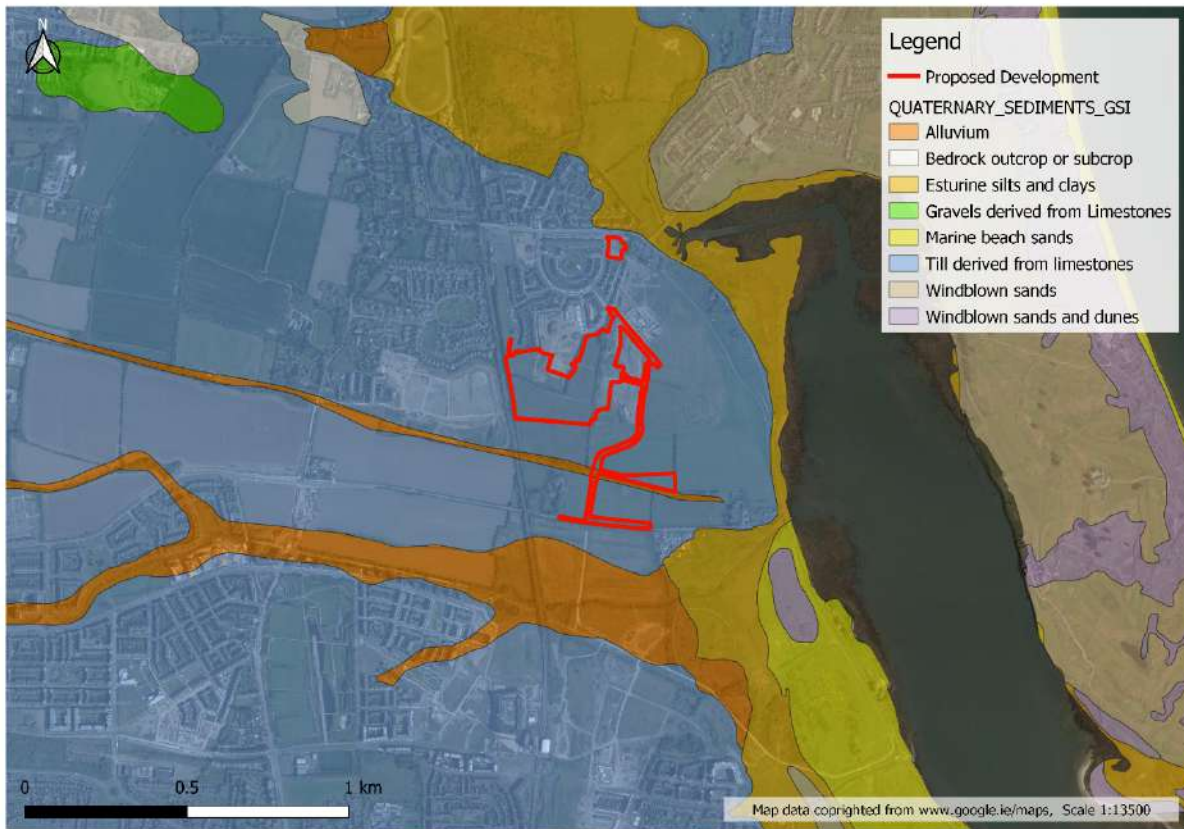 N
Legend
Proposed Development
QUATERNARY_SEDIMENTS_GSI
Alluvium
Bedrock outcrop or subcrop
Esturine silts and clays
Gravels derived from Limestones
Marine beach sands
Till derived from limestones
Windblown sands
Windblown sands and dunes
0 0.5 1 km
Map data coprighted from www.google.ie/maps, Scale 1:13500